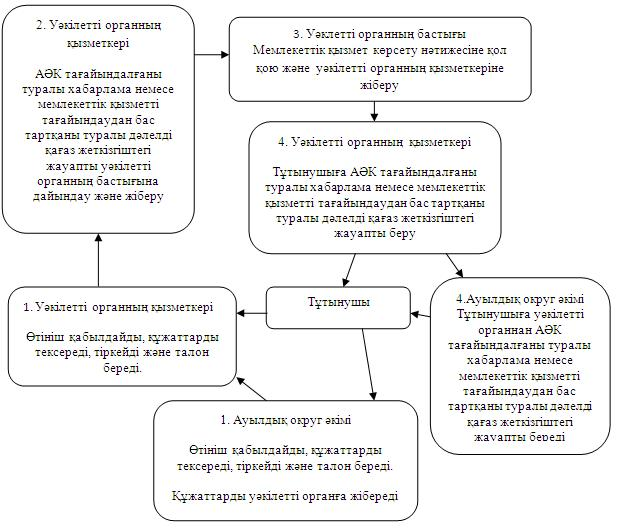 2. Уәкілетті органның
қызметкері
АӘК тағайындалғаны
туралы хабарлама немесе
мемлекеттік қызметті
тағайындаудан бас
тартқаны туралы дәлелді
қағаз жеткізгіштегі
жауапты уәкілетті
органның бастығына
дайындау және жіберу
3. Уәклетті органның бастығы
Мемлекеттік қызмет көрсету нәтижесіне қол
қою және уәкілетті органның қызметкеріне
жіберу
4. Уәкілетті органның қызметкері
Тұтынушыға АӘК тағайындалғаны
туралы хабарлама немесе мемлекеттік
қызметті тағайындаудан бас тартқаны
туралы дәлелді қағаз жеткізгіштегі
жауапты беру
1. Уәкілетті органның қызметкері
Өтініш қабылдайды, құжаттарды
тексереді, тіркейді және талон
береді.
Тұтынушы
4.Ауылдық округ әкімі
Тұтынушыға уәкілетті
органнан АӘК
тағайындалғаны туралы
хабарлама немесе
мемлекеттік қызметті
тағайындаудан бас
тартқаны туралы дәлелді
қағаз жеткізгіштегі
жауапты береді
1. Ауылдық округ әкімі
Өтініш қабылдайды, құжаттарды
тексереді, тіркейді және талон береді.
Құжаттарды уәкілетті органға жібереді